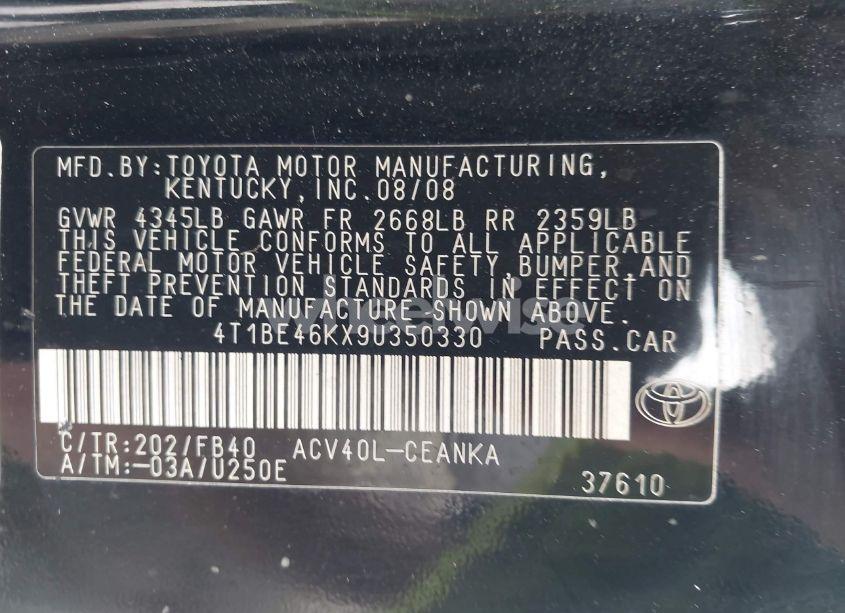 MFD.BY:TOYOTA MOTOR MANUFACTURING,
KENTUCKY,INC.08/08
GVWR 4345LB GAWR FR 2668LB RR 2359LB
THIS VEHICLE CONFORMS TO ALL APPLICABLE
FEDERAL MOTOR VEHICLE SAFETY,BUMPER,AND
THEFT PREVENTION STANDARDS IN EFFECT ON
THE DATE OF MANUFACTURE SHOWN ABOVE.
4T1BE46KX9U350330 PASS.CAR
C/TR:202/FB40 ACV40L-CEANKA
A/TM:-03A/U250E
37610